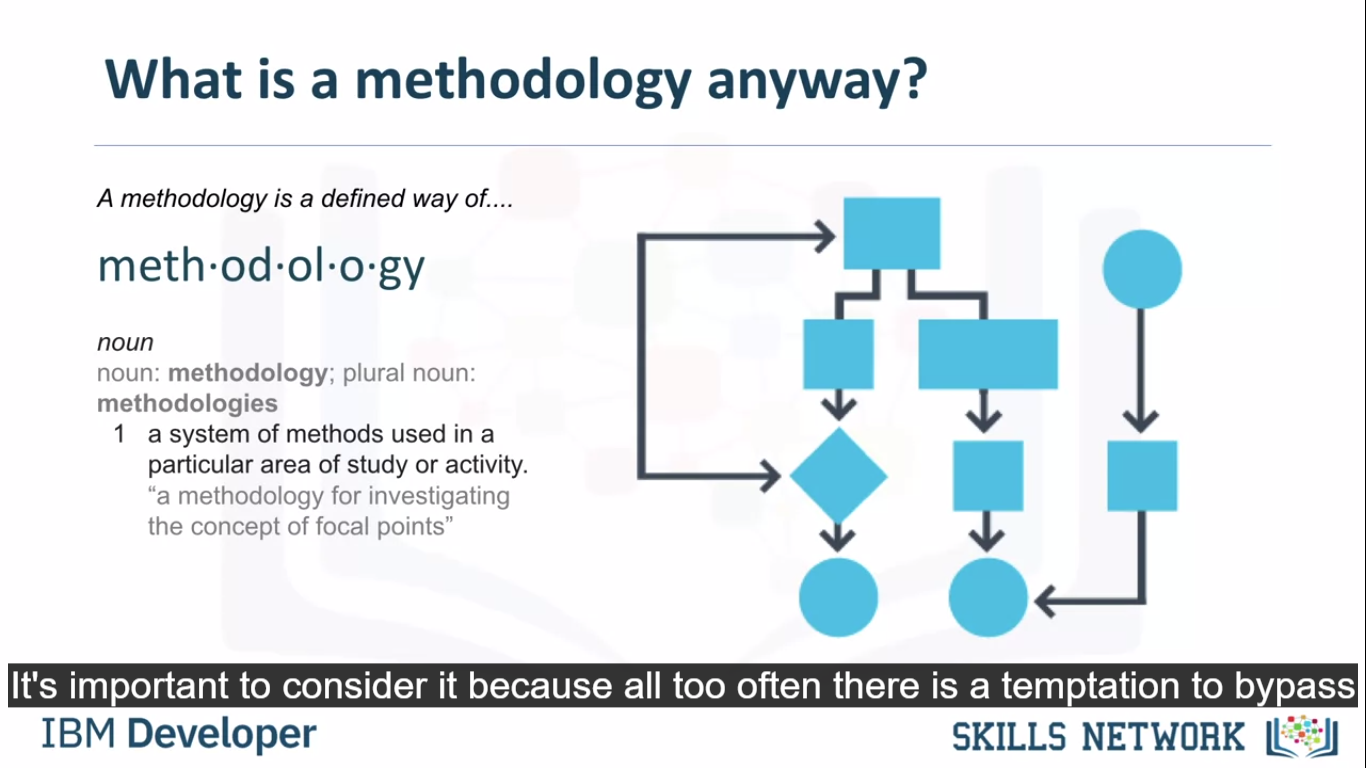 What is a methodology anyway?
A methodology is a defined way of....
meth·od·ol·o·gy
noun
noun: methodology; plural noun:
methodologies
1 a system of methods used in a
particular area of study or activity.
“a methodology for investigating
the concept of focal points”
It's important to consider it because all too often there is a temptation to bypass
IBM Developer
SKILLS NETWORK